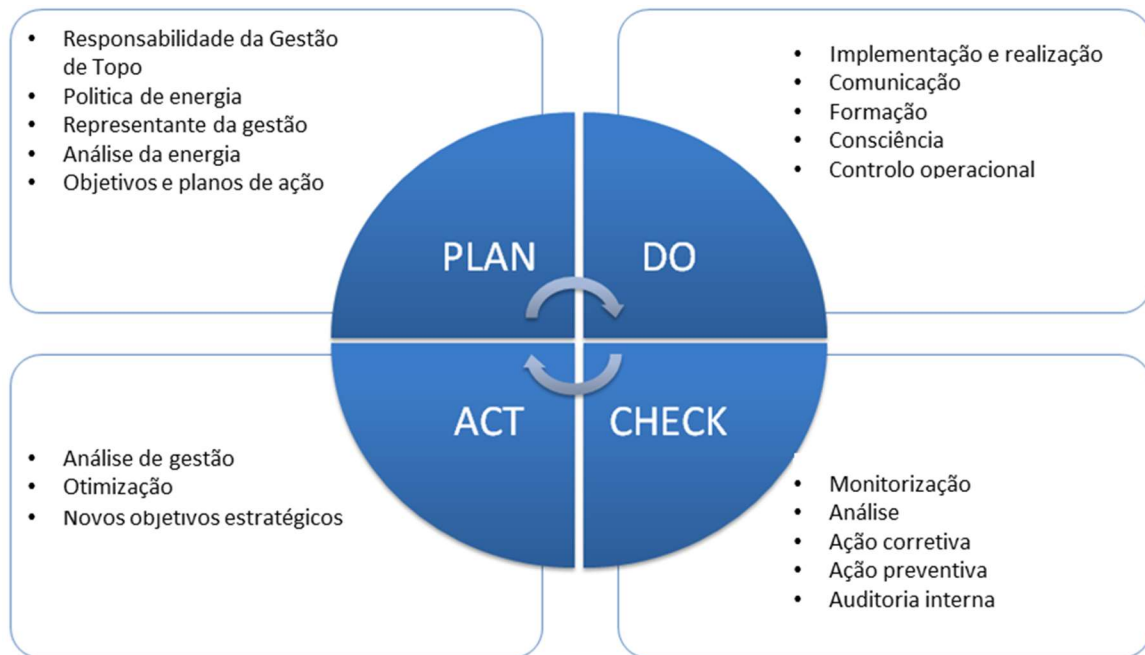 • Responsabilidade da Gestão
de Topo
• Politica de energia
• Representante da gestão
• Análise da energia
• Objetivos e planos de ação
• Implementação e realização
• Comunicação
• Formação
• Consciência
• Controlo operacional
PLAN
DO
ACT
CHECK
• Análise de gestão
• Otimização
• Novos objetivos estratégicos
• Monitorização
• Análise
• Ação corretiva
• Ação preventiva
• Auditoria interna